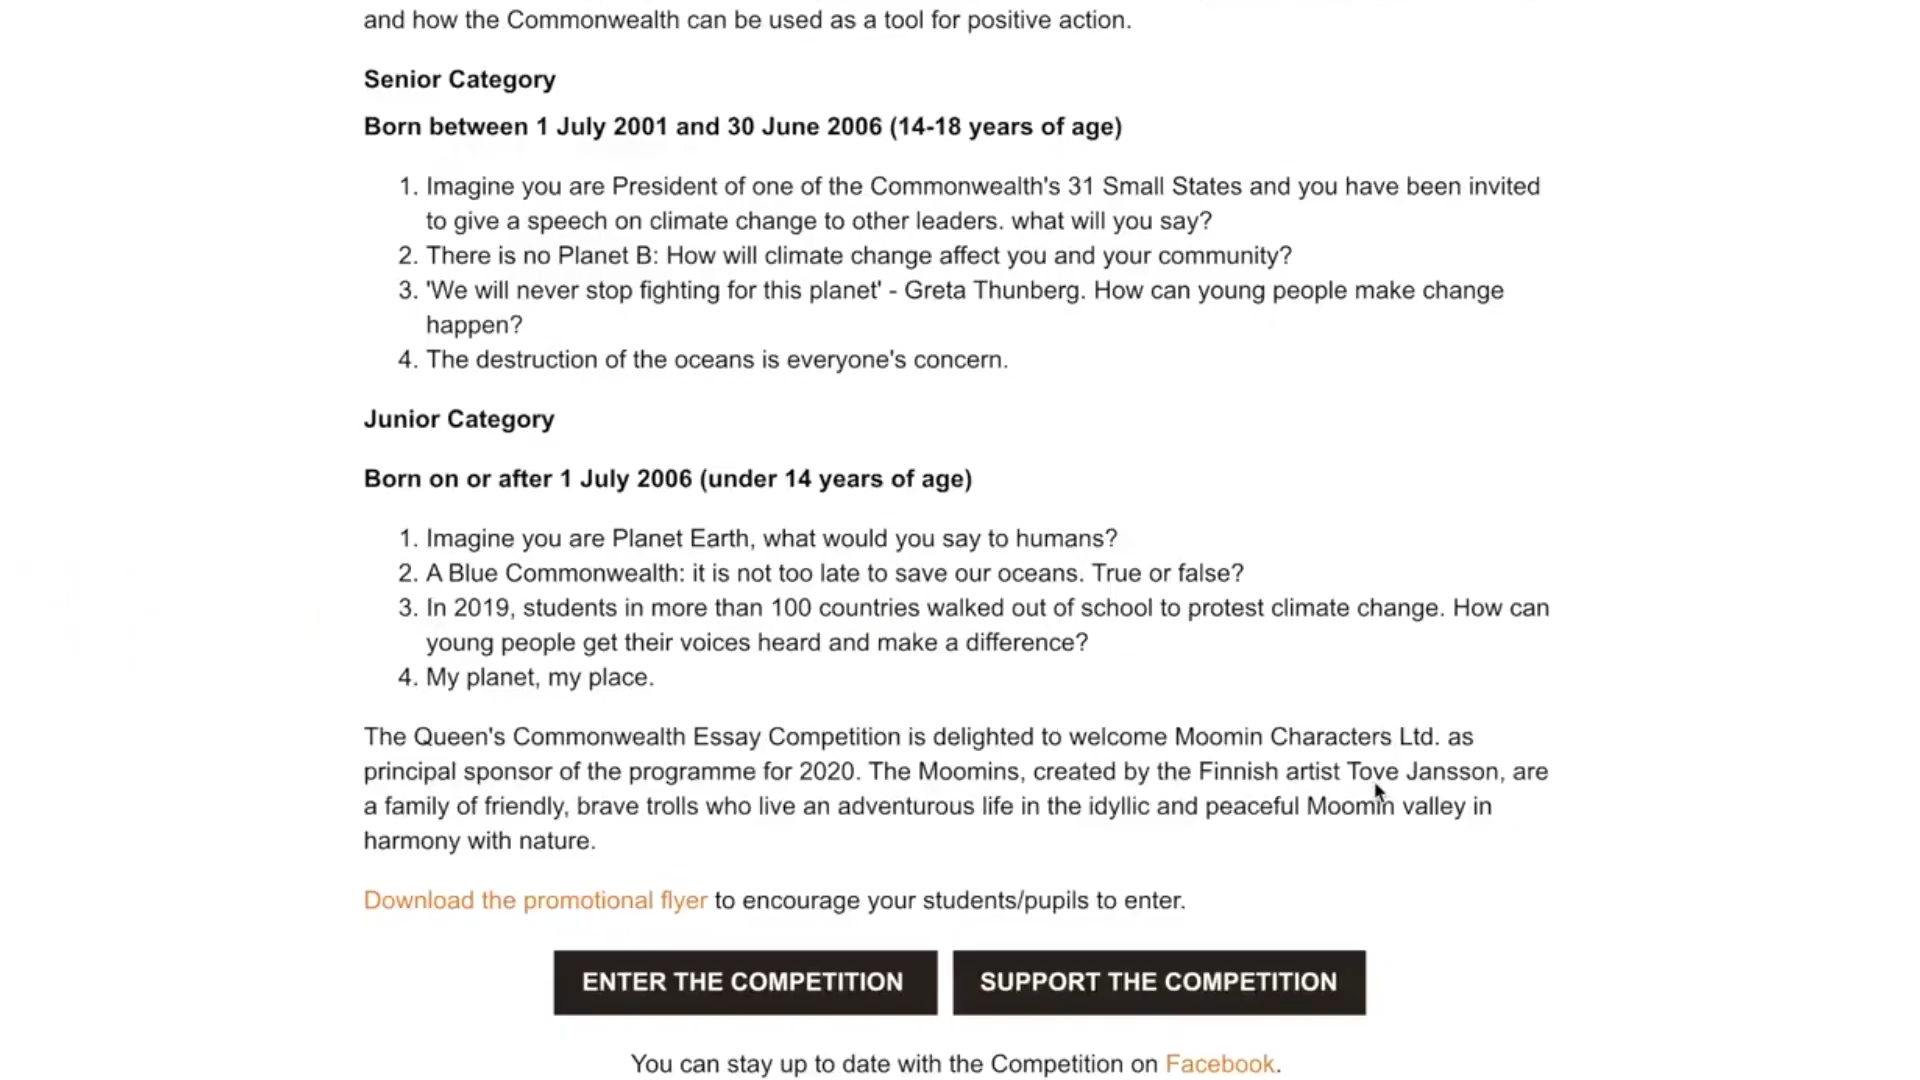 and how the Commonwealth can be used as a tool for positive action.
Senior Category
Born between 1 July 2001 and 30 June 2006 (14-18 years of age)
1. Imagine you are President of one of the Commonwealth's 31 Small States and you have been invited
to give a speech on climate change to other leaders. what will you say?
2. There is no Planet B: How will climate change affect you and your community?
3. 'We will never stop fighting for this planet' - Greta Thunberg. How can young people make change
happen?
4. The destruction of the oceans is everyone's concern.
Junior Category
Born on or after 1 July 2006 (under 14 years of age)
1. Imagine you are Planet Earth, what would you say to humans?
2. A Blue Commonwealth: it is not too late to save our oceans. True or false?
3. In 2019, students in more than 100 countries walked out of school to protest climate change. How can
young people get their voices heard and make a difference?
4. My planet, my place.
The Queen's Commonwealth Essay Competition is delighted to welcome Moomin Characters Ltd. as
principal sponsor of the programme for 2020. The Moomins, created by the Finnish artist Tove Jansson, are
a family of friendly, brave trolls who live an adventurous life in the idyllic and peaceful Moomin valley in
harmony with nature.
Download the promotional flyer to encourage your students/pupils to enter.
ENTER THE COMPETITION SUPPORT THE COMPETITION
You can stay up to date with the Competition on Facebook.